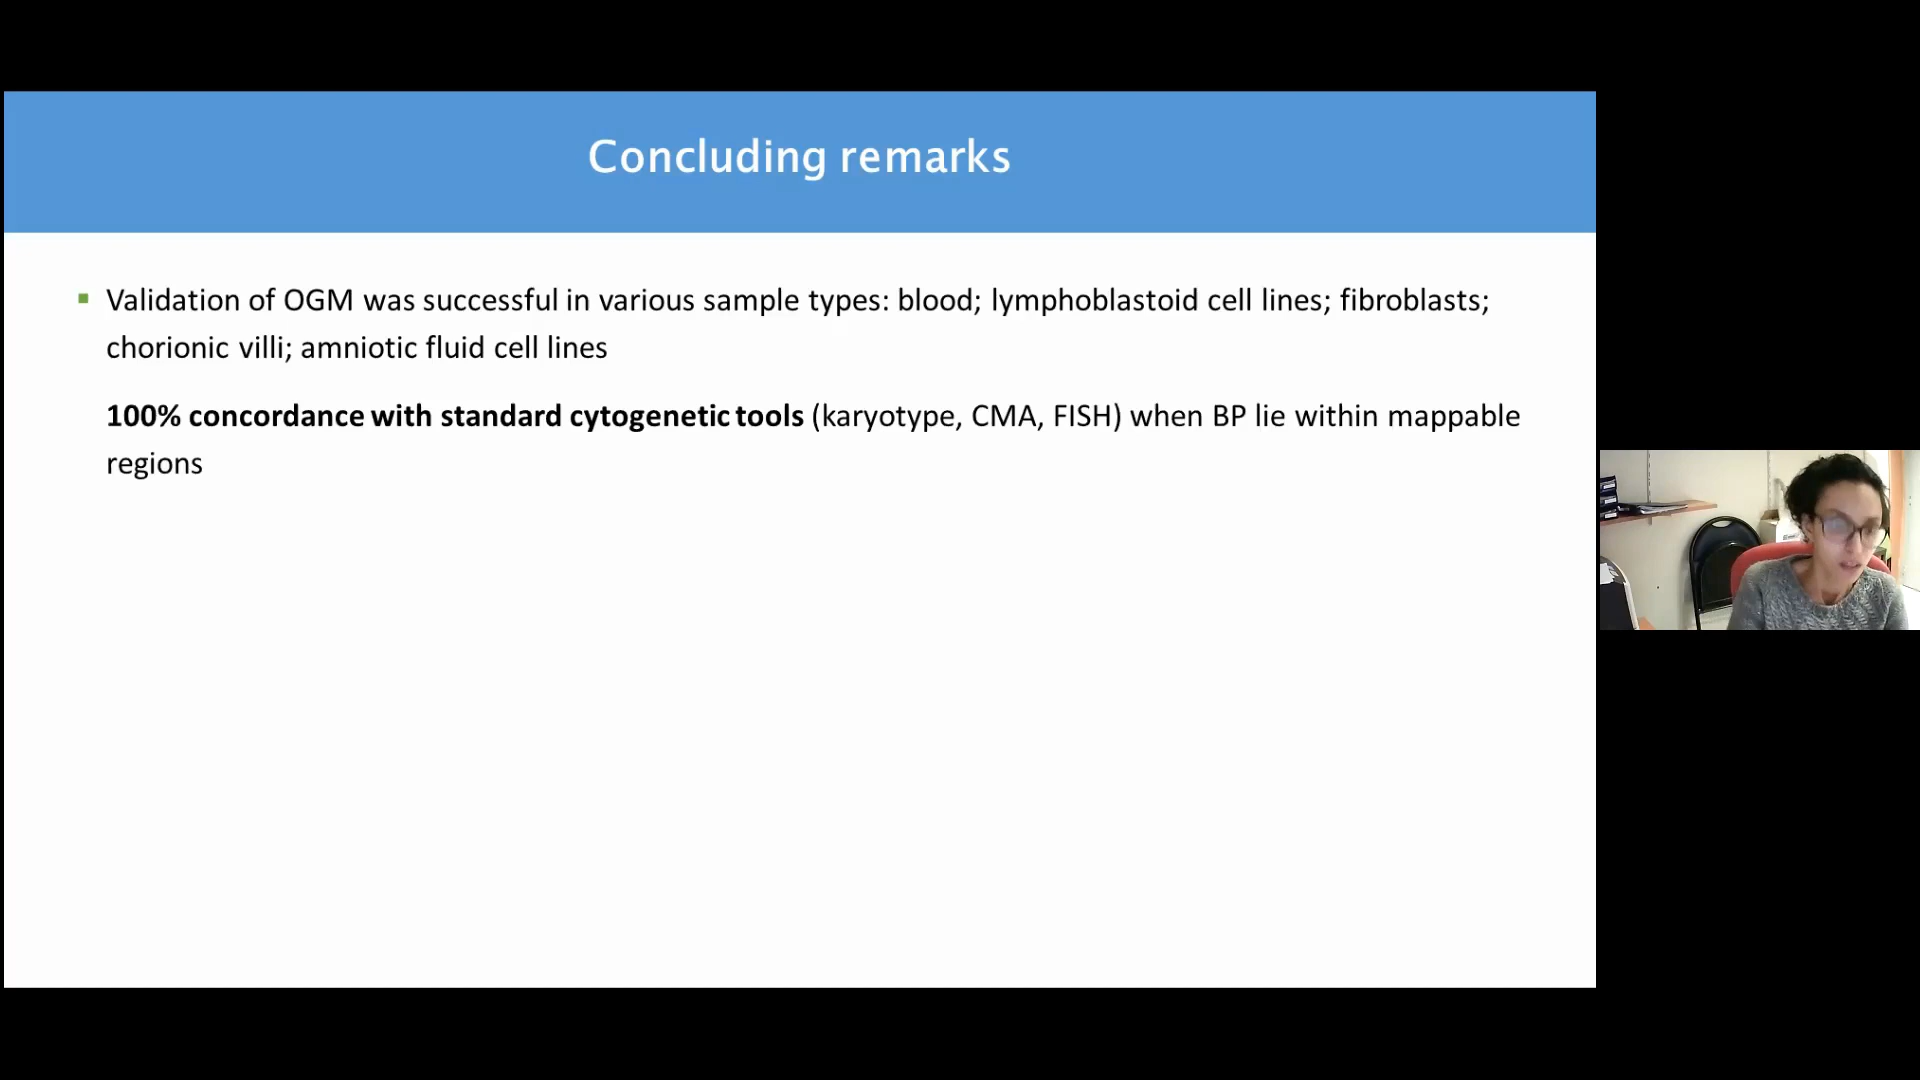 Concluding remarks
Validation of OGM was successful in various sample types: blood; lymphoblastoid cell lines; fibroblasts;
chorionic villi; amniotic fluid cell lines
100% concordance with standard cytogenetic tools (karyotype, CMA, FISH) when BP lie within mappable
regions